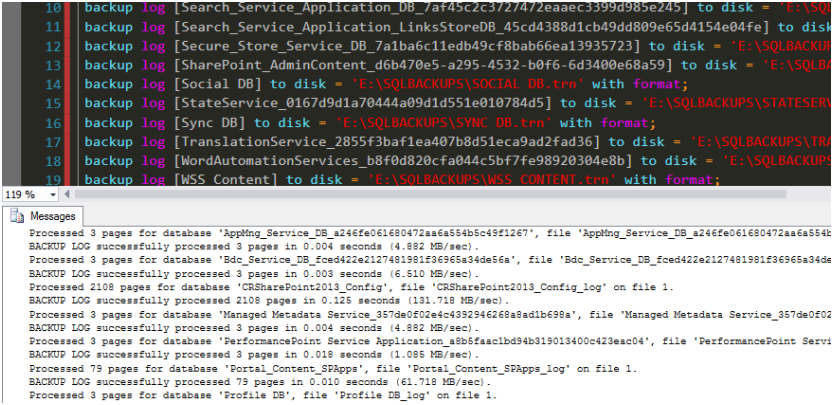 10 backup log [Search_Service_Application_DB_7af45c2c3727472eaaec3399d985e245] to disk = 'E:\SQL
11 backup log [Search_Service_Application_LinksStoreDB_45cd4388d1cb49dd809e65d4154e04fe] to disk
12 backup log [Secure_Store_Service_DB_7a1ba6c11edb49cf8bab66ea13935723] to disk = 'E:\SQLBACKUP
13 backup log [SharePoint_AdminContent_d6b470e5-a295-4532-b0f6-6d3400e68a59] to disk = 'E:\SQLBA
14 backup log [Social DB] to disk = 'E:\SQLBACKUPS\SOCIAL DB.trn' with format;
15 backup log [StateService_0167d9d1a70444a09d1d551e010784d5] to disk = 'E:\SQLBACKUPS\STATESERV
16 backup log [Sync DB] to disk = 'E:\SQLBACKUPS\SYNC DB.trn' with format;
17 backup log [TranslationService_2855f3baf1ea407b8d51eca9ad2fad36] to disk = 'E:\SQLBACKUPS\TRA
18 backup log [WordAutomationServices_b8f0d820cfa044c5bf7fe98920304e8b] to disk = 'E:\SQLBACKUPS
19 backup log [WSS_Content] to disk = 'E:\SQLBACKUPS\WSS_CONTENT.trn' with format;
119 %
Messages
Processed 3 pages for database 'AppMng_Service_DB_a246fe061680472aa6a554b5c49f1267', file 'AppMng_Service_DB_a246fe061680472aa6a554b
BACKUP LOG successfully processed 3 pages in 0.004 seconds (4.882 MB/sec).
Processed 3 pages for database 'Bdc_Service_DB_fced422e2127481981f36965a34de56a', file 'Bdc_Service_DB_fced422e2127481981f36965a34de
BACKUP LOG successfully processed 3 pages in 0.003 seconds (6.510 MB/sec).
Processed 2108 pages for database 'CRSharePoint2013_Config', file 'CRSharePoint2013_Config_log' on file 1.
BACKUP LOG successfully processed 2108 pages in 0.125 seconds (131.718 MB/sec).
Processed 3 pages for database 'Managed Metadata Service_357de0f02e4c4392946268a8ad1b698a', file 'Managed Metadata Service_357de0f02
BACKUP LOG successfully processed 3 pages in 0.004 seconds (4.882 MB/sec).
Processed 3 pages for database 'PerformancePoint Service Application_a8b5faac1bd94b319013400c423eac04', file 'PerformancePoint Servi
BACKUP LOG successfully processed 3 pages in 0.018 seconds (1.085 MB/sec).
Processed 79 pages for database 'Portal_Content_SPApps', file 'Portal_Content_SPApps_log' on file 1.
BACKUP LOG successfully processed 79 pages in 0.010 seconds (61.718 MB/sec).
Processed 3 pages for database 'Profile DB', file 'Profile DB_log' on file 1.